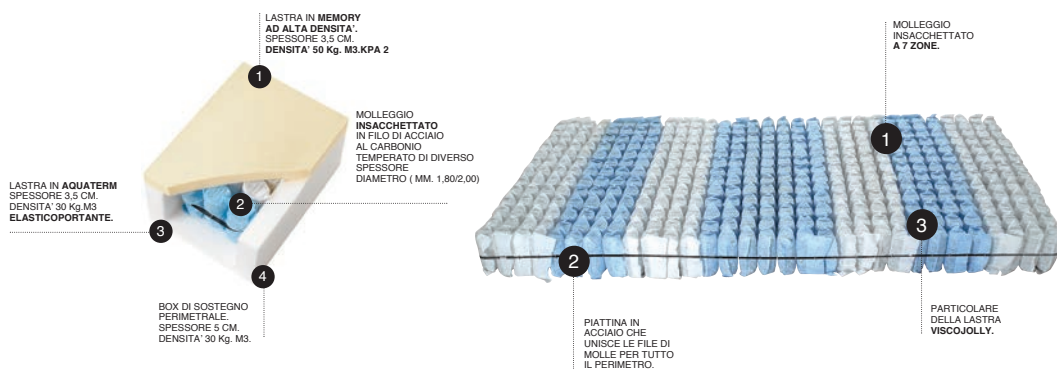 LASTRA IN MEMORY
AD ALTA DENSITA'.
SPESSORE 3,5 CM.
DENSITA' 50 Kg. M3.KPA 2
1
MOLLEGGIO
INSACCHETTATO
IN FILO DI ACCIAIO
AL CARBONIO
TEMPERATO DI DIVERSO
SPESSORE
DIAMETRO ( MM. 1,80/2,00)
2
LASTRA IN AQUATERM
SPESSORE 3,5 CM.
DENSITA' 30 Kg.M3
ELASTICOPORTANTE.
3
4
BOX DI SOSTEGNO
PERIMETRALE.
SPESSORE 5 CM.
DENSITA' 30 Kg. M3.
MOLLEGGIO
INSACCHETTATO
A 7 ZONE.
1
3
2
PIATTINA IN
ACCIAIO CHE
UNISCE LE FILE DI
MOLLE PER TUTTO
IL PERIMETRO.
PARTICOLARE
DELLA LASTRA
VISCOJOLLY.